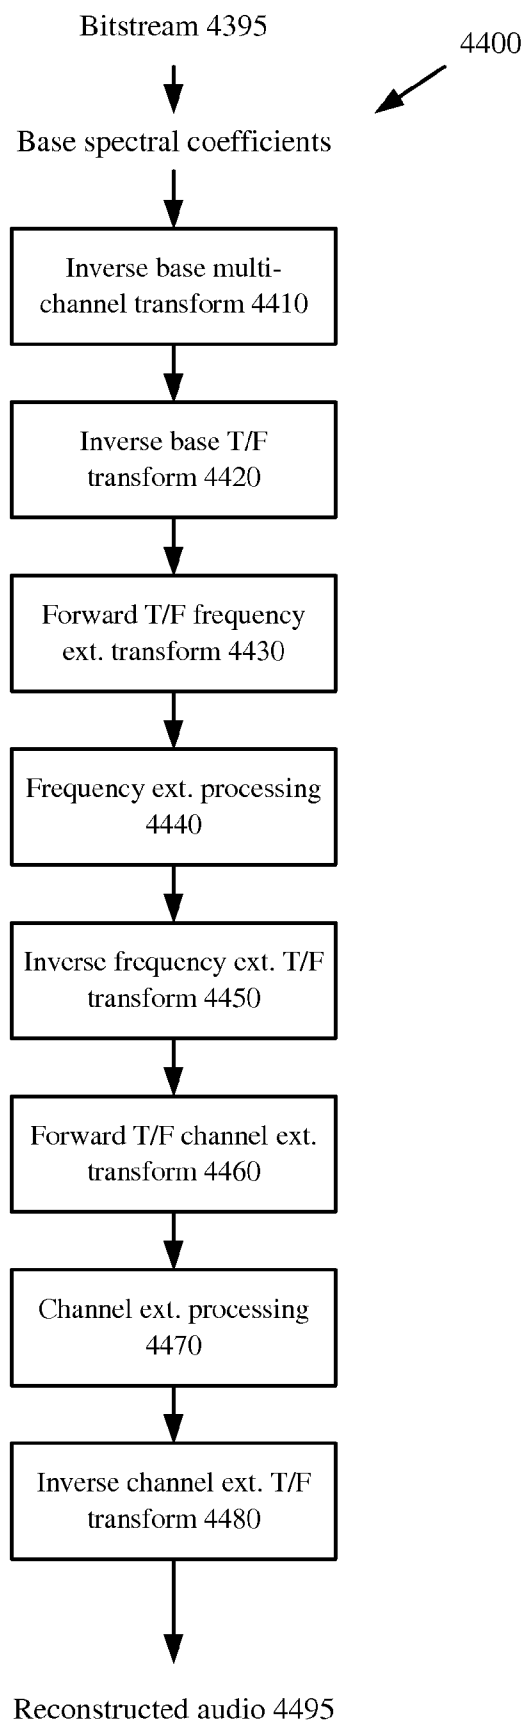 Bitstream 4395
4400
Base spectral coefficients
Inverse base multi-
channel transform 4410
Inverse base T/F
transform 4420
Forward T/F frequency
ext. transform 4430
Frequency ext. processing
4440
Inverse frequency ext. T/F
transform 4450
Forward T/F channel ext.
transform 4460
Channel ext. processing
4470
Inverse channel ext. T/F
transform 4480
Reconstructed audio 4495